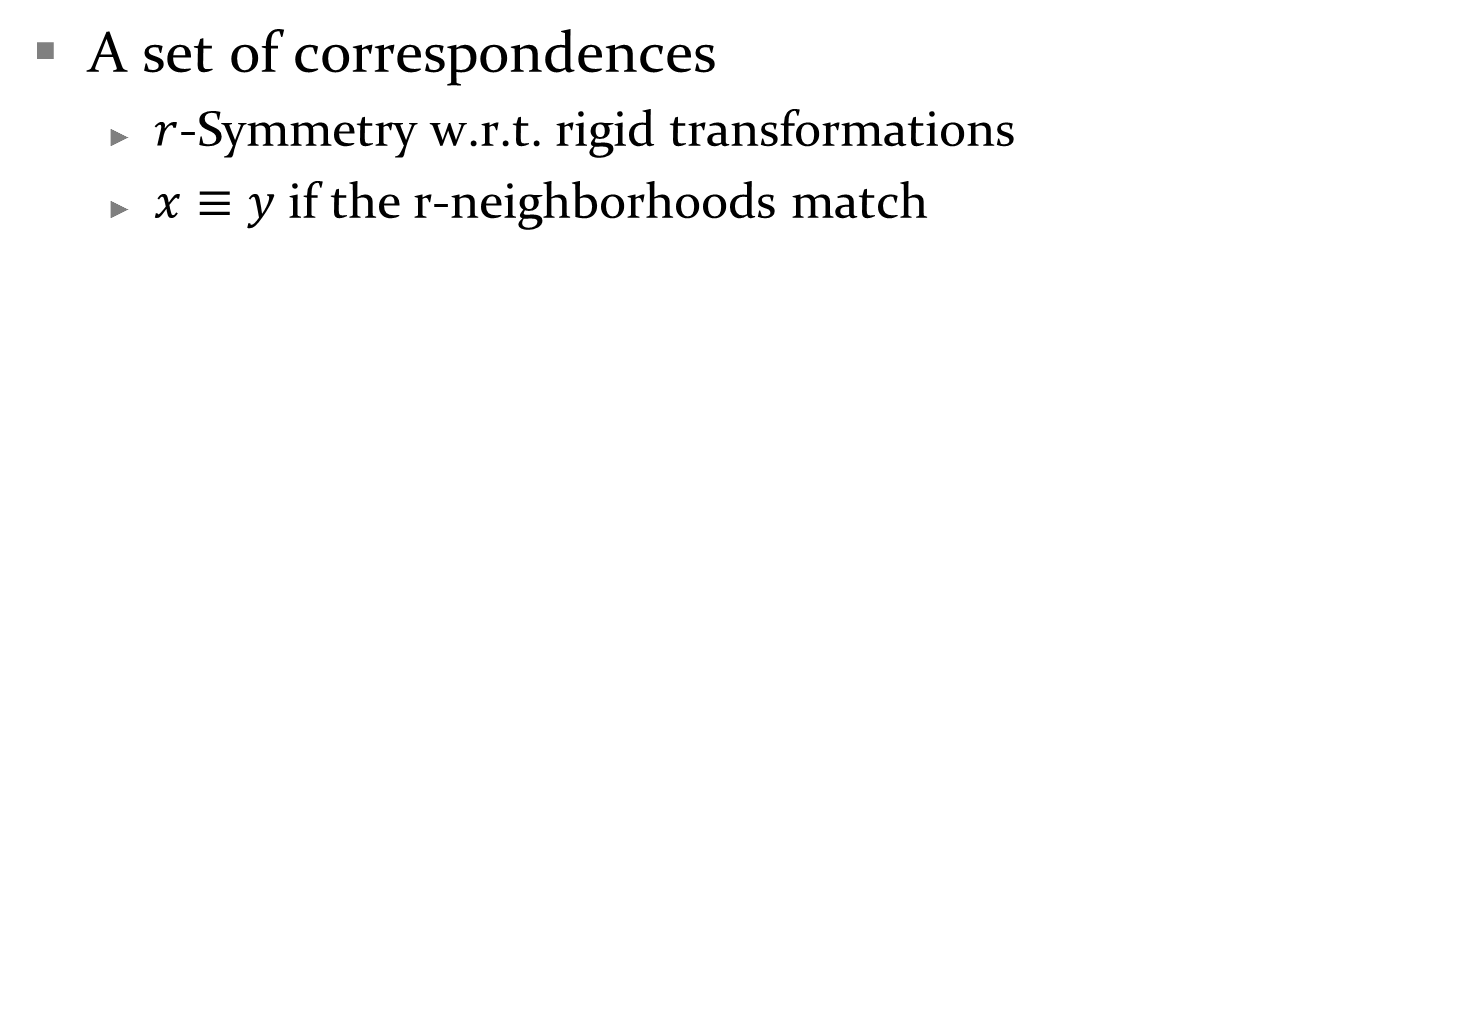 ▪ A set of correspondences
► r-Symmetry w.r.t. rigid transformations
► x ≡ y if the r-neighborhoods match